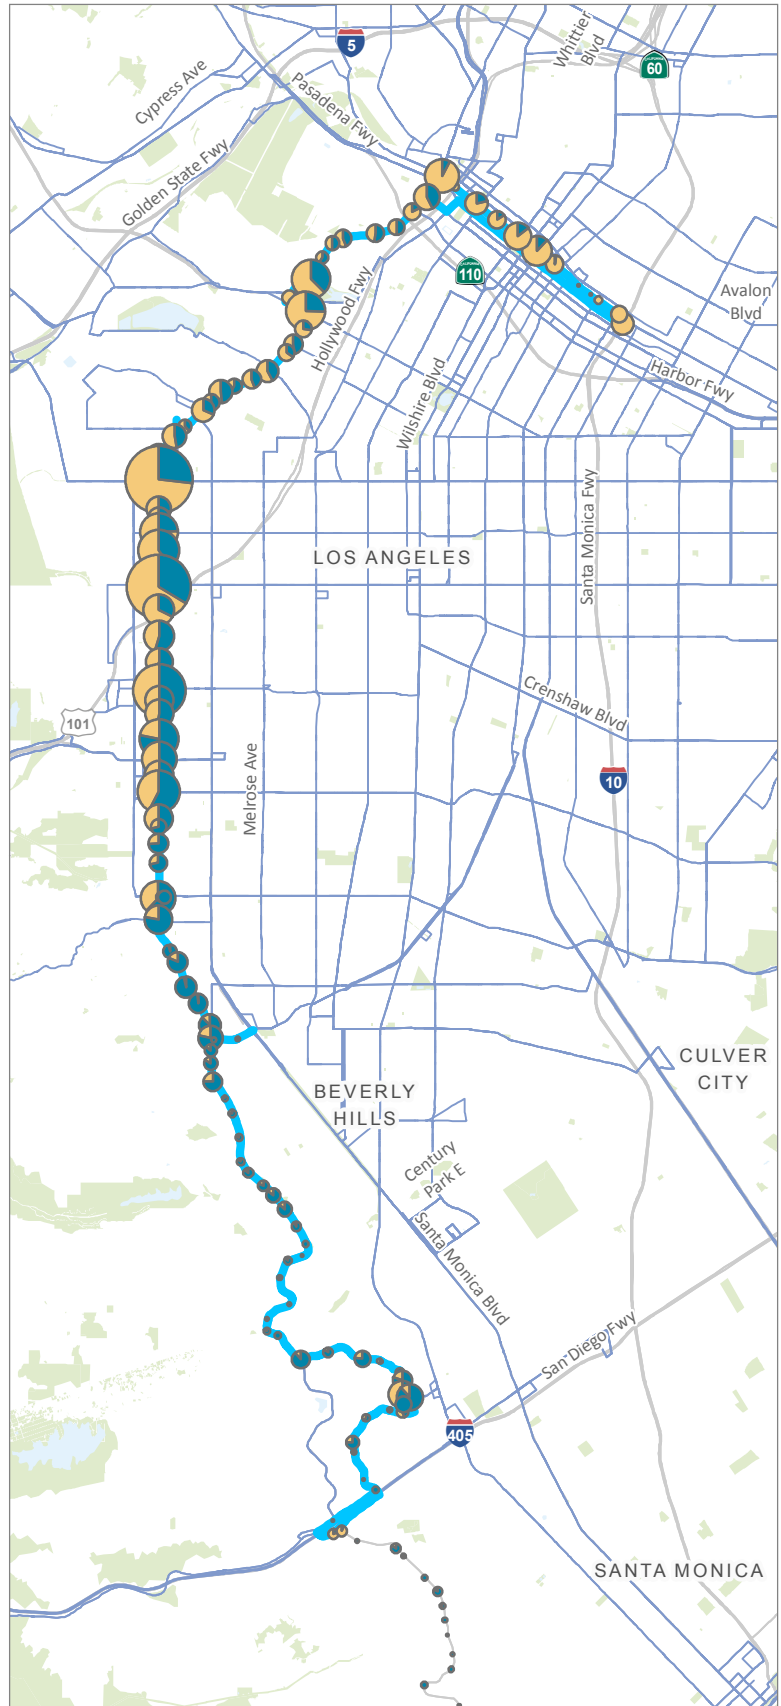 5
Whittier
Blvd
CALIFORNIA
60
Cypress Ave
Pasadena Fwy
Golden State Fwy
CALIFORNIA
110
Avalon
Blvd
Hollywood Fwy
Harbor Fwy
Wilshire Blvd
Santa Monica Fwy
LOS ANGELES
Crenshaw Blvd
101
Melrose Ave
10
CULVER
CITY
BEVERLY
HILLS
Century
Park E
Santa Monica Blvd
San Diego Fwy
405
SANTA MONICA